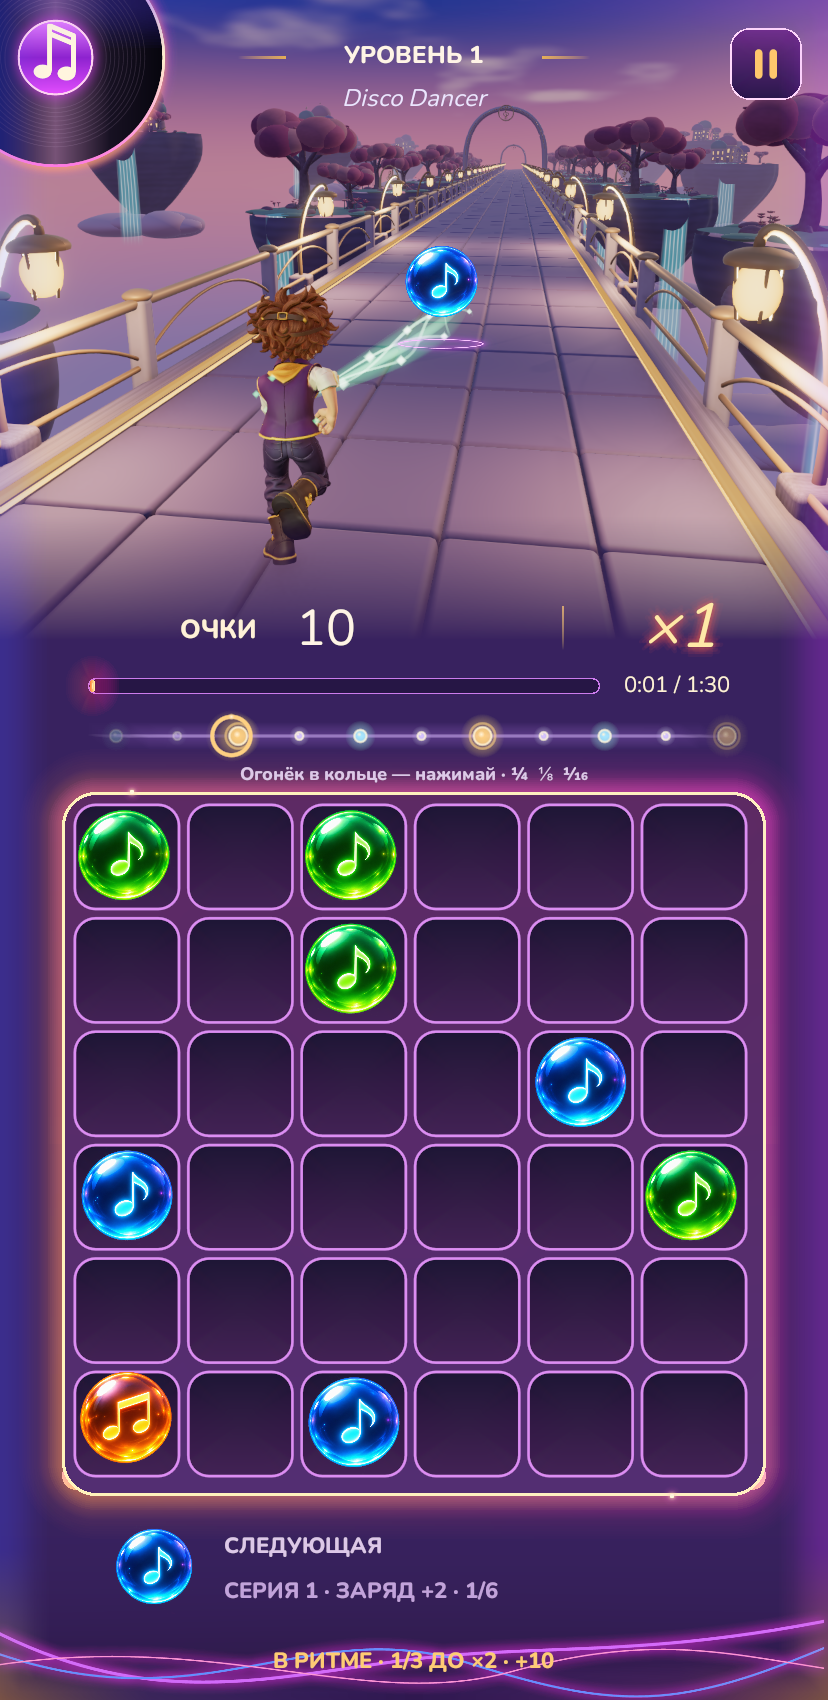 УРОВЕНЬ 1
Disco Dancer
ОЧКИ 10 ×1
0:01 / 1:30
Огонёк в кольце — нажимай · ¼ ⅛ ¹⁄₁₆
СЛЕДУЮЩАЯ
СЕРИЯ 1 · ЗАРЯД +2 · 1/6
В РИТМЕ · 1/3 ДО ×2 · +10